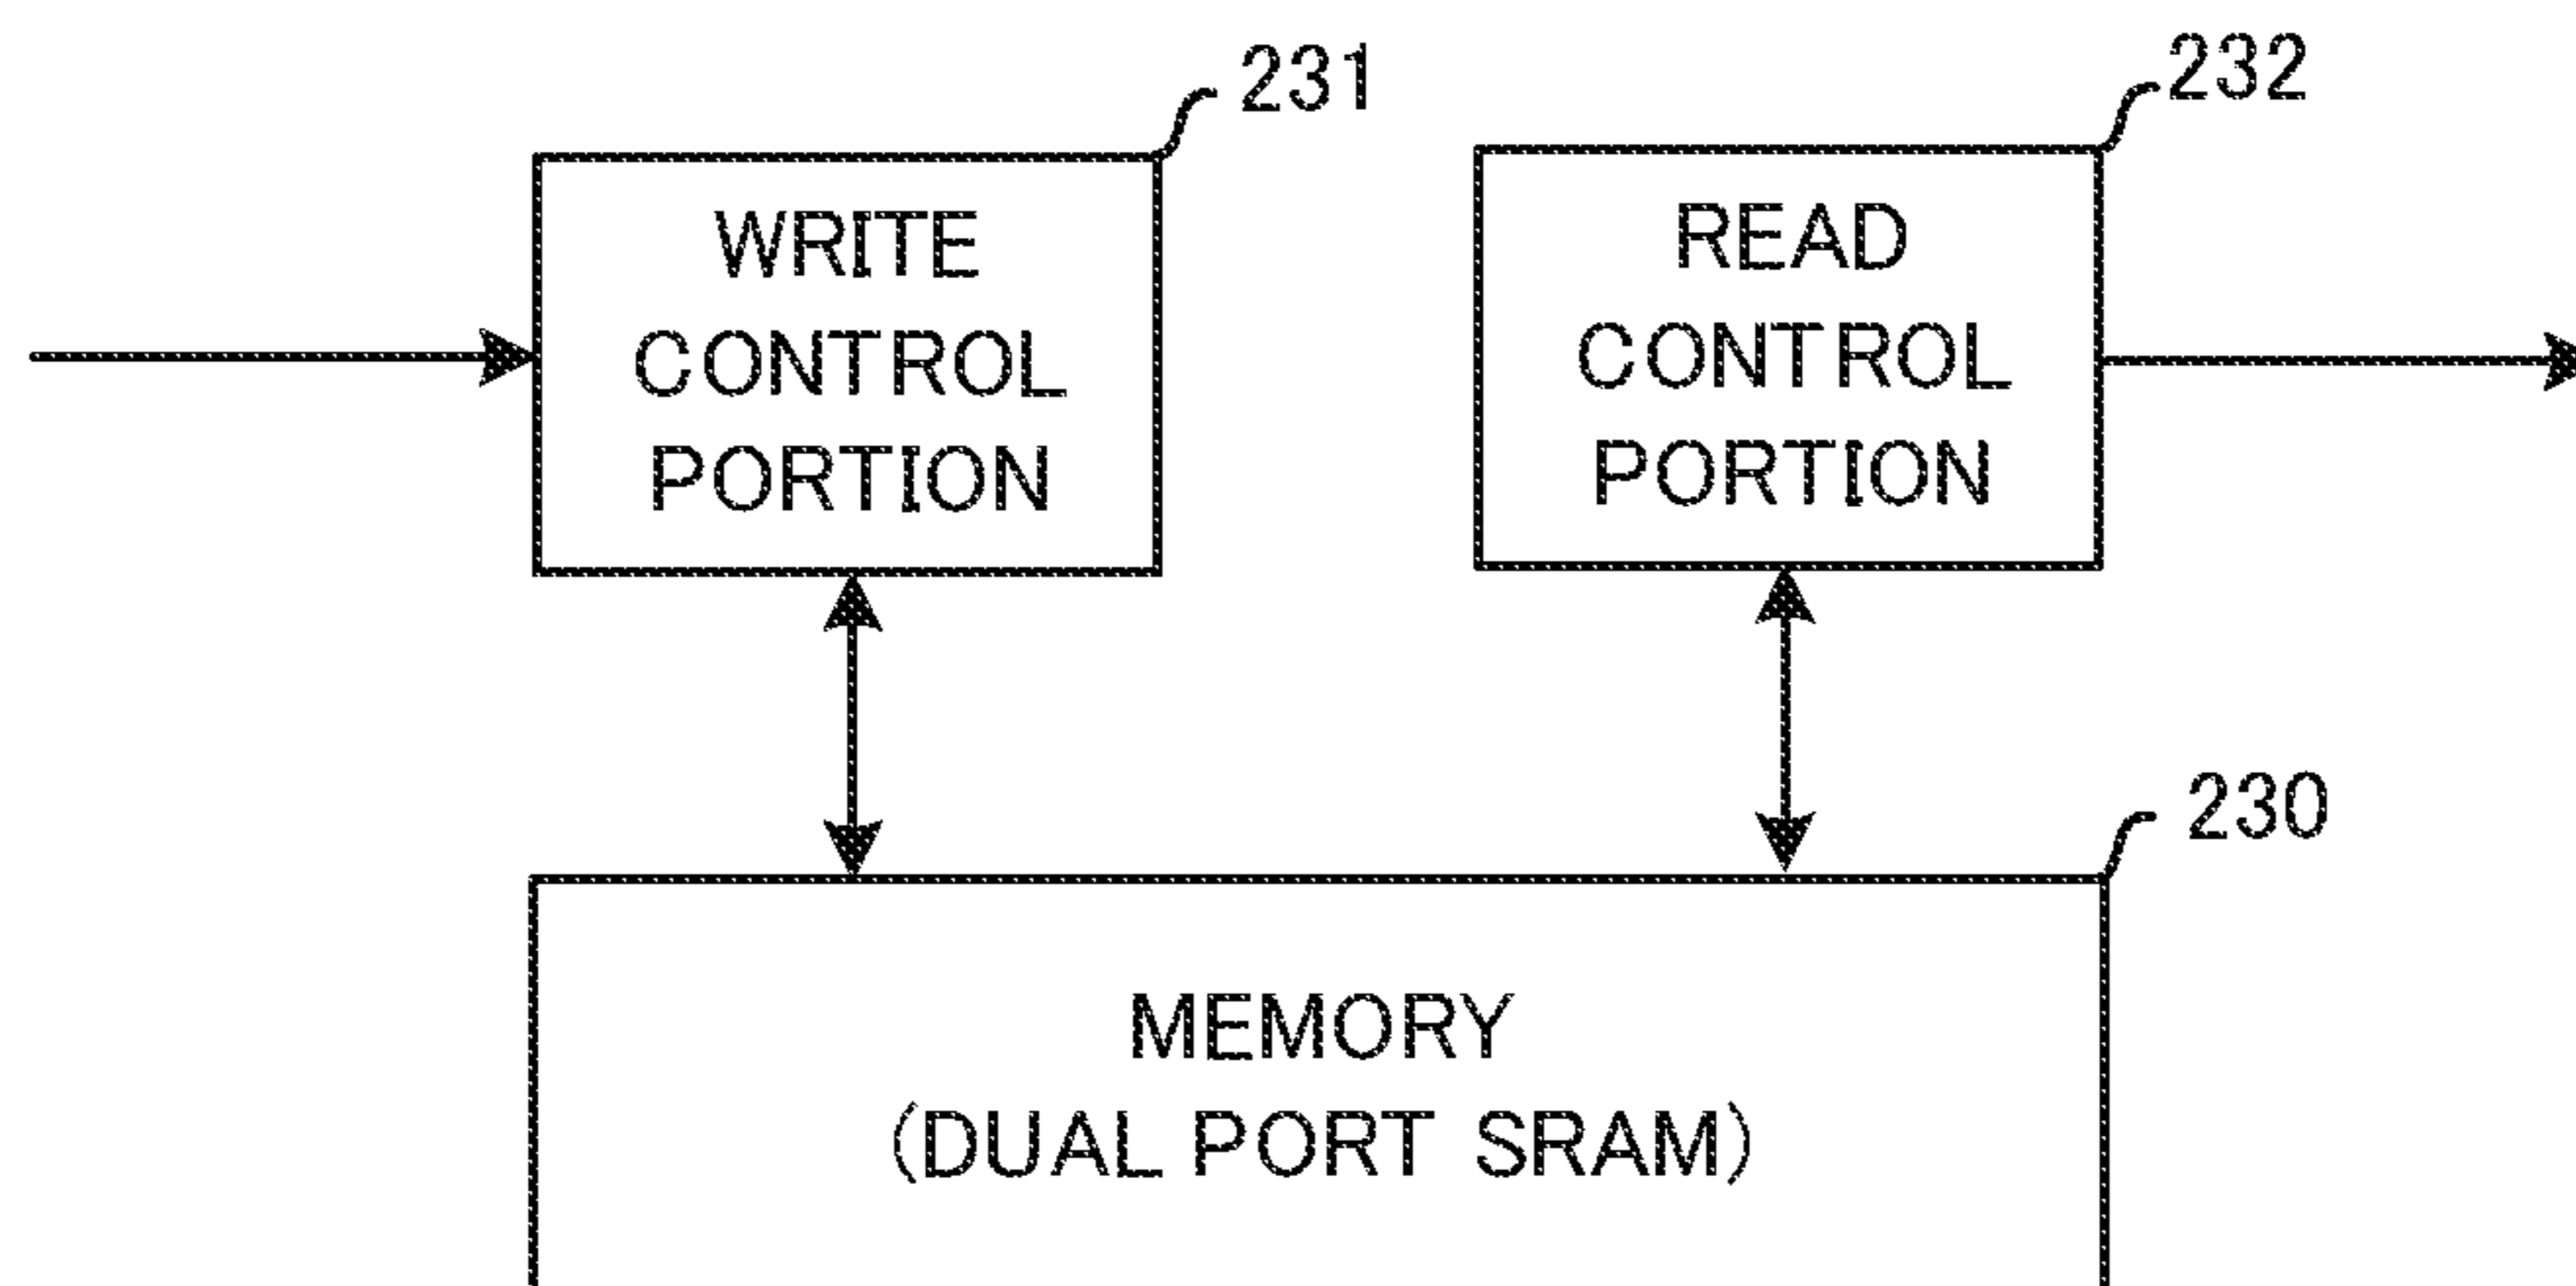 231
232
WRITE
CONTROL
PORTION
READ
CONTROL
PORTION
230
MEMORY
(DUAL PORT SRAM)